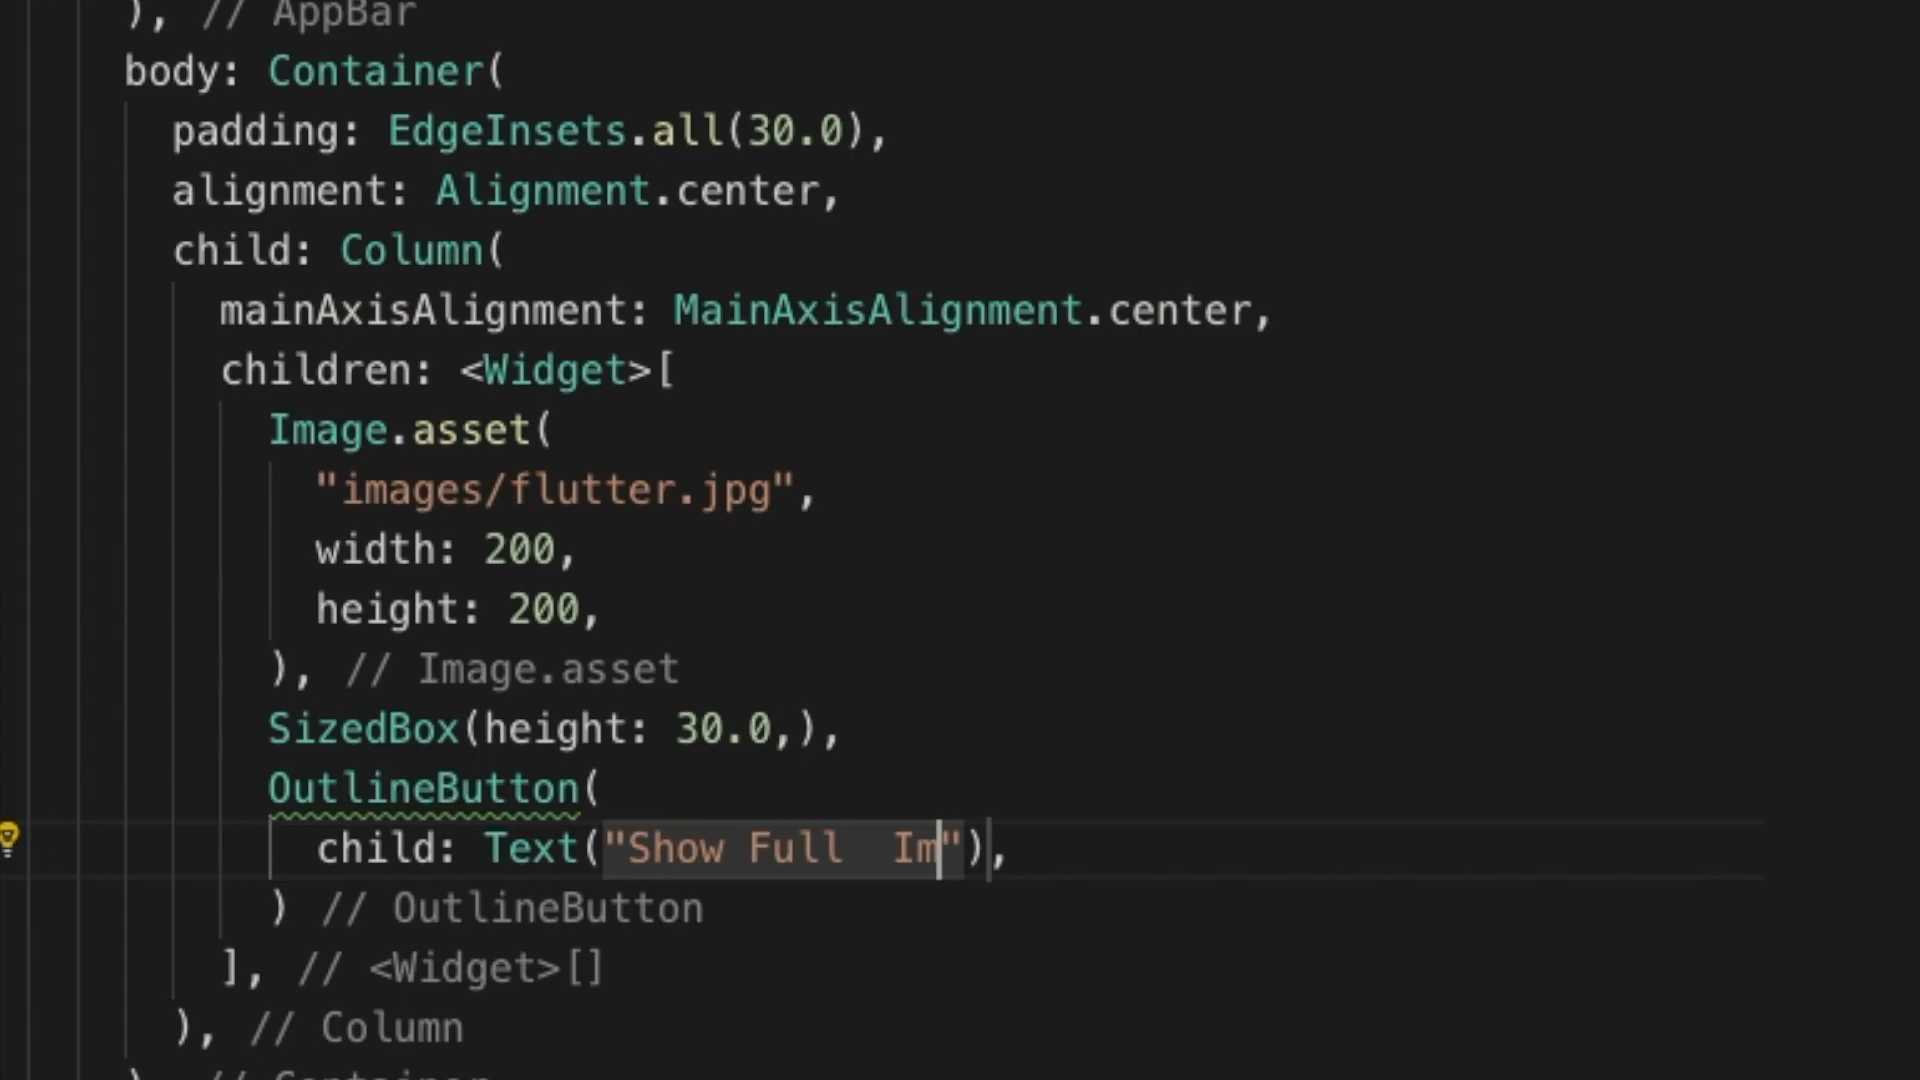 ), // AppBar
body: Container(
padding: EdgeInsets.all(30.0),
alignment: Alignment.center,
child: Column(
mainAxisAlignment: MainAxisAlignment.center,
children: <Widget>[
Image.asset(
"images/flutter.jpg",
width: 200,
height: 200,
), // Image.asset
SizedBox(height: 30.0,),
OutlineButton(
child: Text("Show Full  Im"),
) // OutlineButton
], // <Widget>[]
), // Column
), // Container